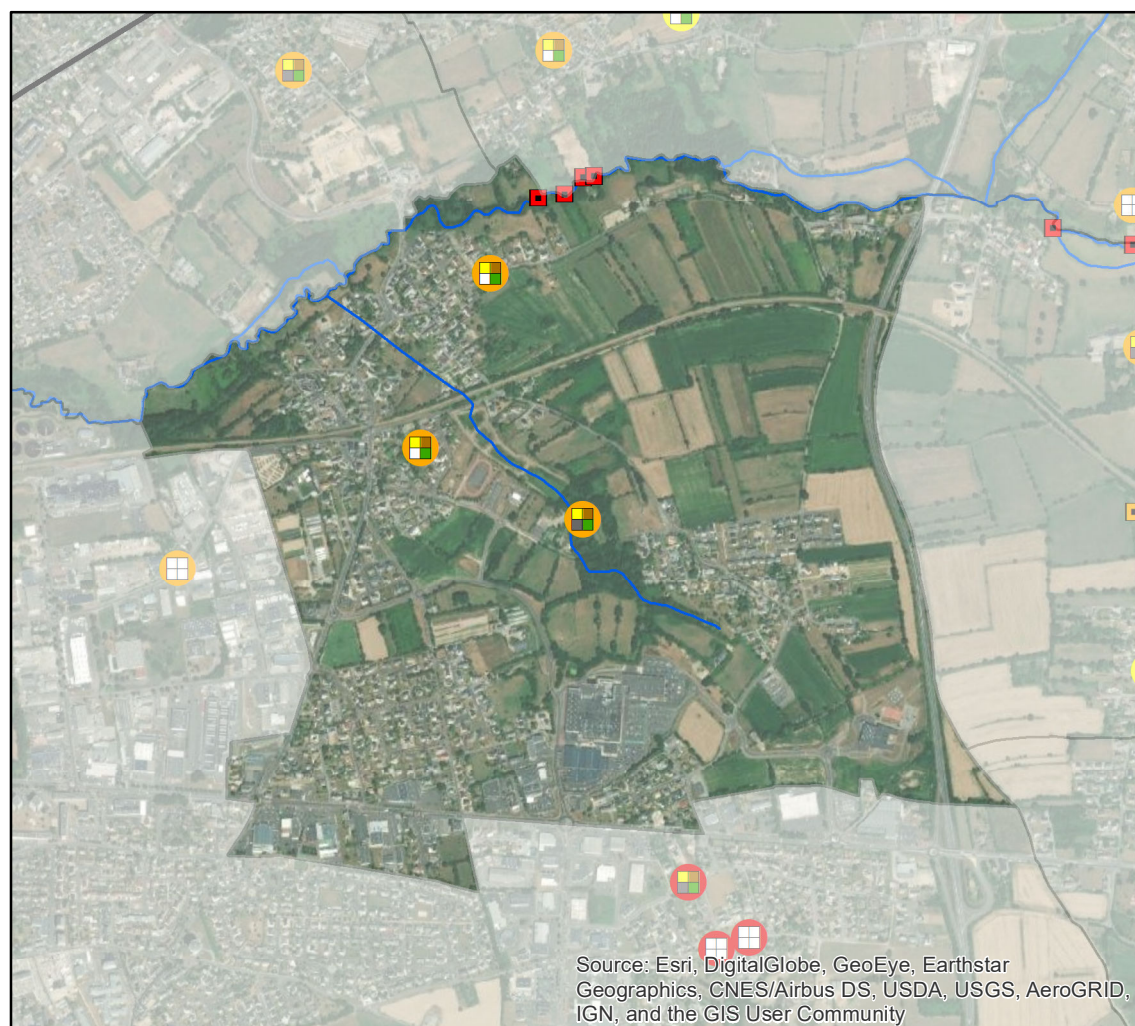 Source: Esri, DigitalGlobe, GeoEye, Earthstar
Geographics, CNES/Airbus DS, USDA, USGS, AeroGRID,
IGN, and the GIS User Community